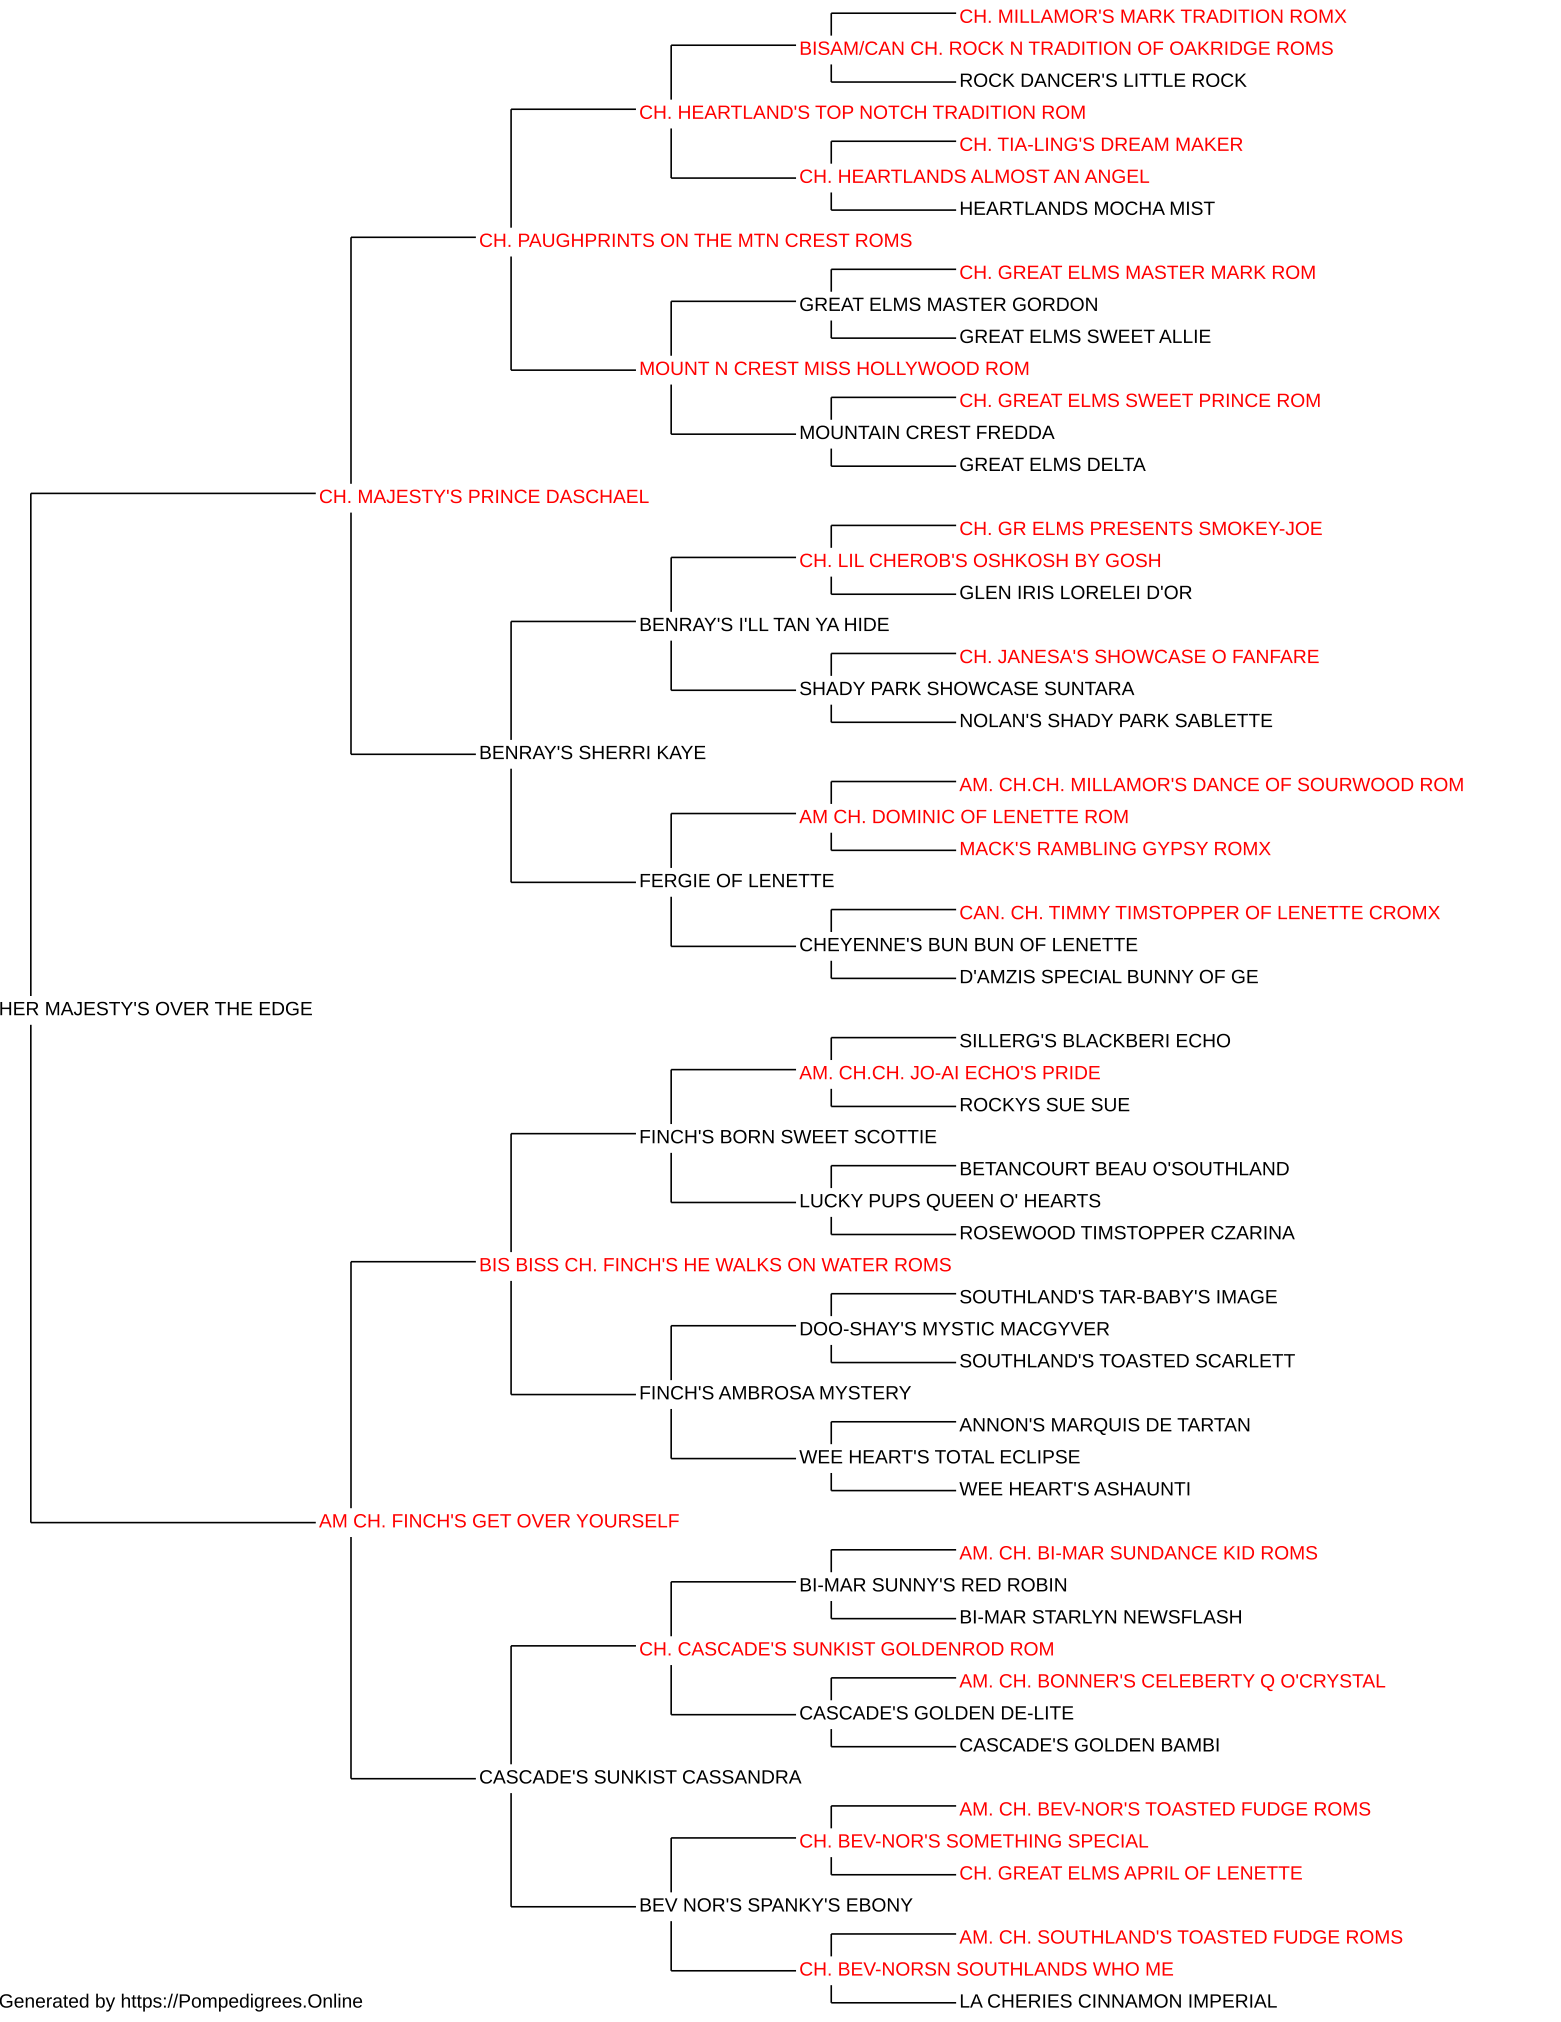 CH. MILLAMOR'S MARK TRADITION ROMX
BISAM/CAN CH. ROCK N TRADITION OF OAKRIDGE ROMS
ROCK DANCER'S LITTLE ROCK
CH. HEARTLAND'S TOP NOTCH TRADITION ROM
CH. TIA-LING'S DREAM MAKER
CH. HEARTLANDS ALMOST AN ANGEL
HEARTLANDS MOCHA MIST
CH. PAUGHPRINTS ON THE MTN CREST ROMS
CH. GREAT ELMS MASTER MARK ROM
GREAT ELMS MASTER GORDON
GREAT ELMS SWEET ALLIE
MOUNT N CREST MISS HOLLYWOOD ROM
CH. GREAT ELMS SWEET PRINCE ROM
MOUNTAIN CREST FREDDA
GREAT ELMS DELTA
CH. MAJESTY'S PRINCE DASCHAEL
CH. GR ELMS PRESENTS SMOKEY-JOE
CH. LIL CHEROB'S OSHKOSH BY GOSH
GLEN IRIS LORELEI D'OR
BENRAY'S I'LL TAN YA HIDE
CH. JANESA'S SHOWCASE O FANFARE
SHADY PARK SHOWCASE SUNTARA
NOLAN'S SHADY PARK SABLETTE
BENRAY'S SHERRI KAYE
AM. CH.CH. MILLAMOR'S DANCE OF SOURWOOD ROM
AM CH. DOMINIC OF LENETTE ROM
MACK'S RAMBLING GYPSY ROMX
FERGIE OF LENETTE
CAN. CH. TIMMY TIMSTOPPER OF LENETTE CROMX
CHEYENNE'S BUN BUN OF LENETTE
D'AMZIS SPECIAL BUNNY OF GE
HER MAJESTY'S OVER THE EDGE
SILLERG'S BLACKBERI ECHO
AM. CH.CH. JO-AI ECHO'S PRIDE
ROCKYS SUE SUE
FINCH'S BORN SWEET SCOTTIE
BETANCOURT BEAU O'SOUTHLAND
LUCKY PUPS QUEEN O' HEARTS
ROSEWOOD TIMSTOPPER CZARINA
BIS BISS CH. FINCH'S HE WALKS ON WATER ROMS
SOUTHLAND'S TAR-BABY'S IMAGE
DOO-SHAY'S MYSTIC MACGYVER
SOUTHLAND'S TOASTED SCARLETT
FINCH'S AMBROSA MYSTERY
ANNON'S MARQUIS DE TARTAN
WEE HEART'S TOTAL ECLIPSE
WEE HEART'S ASHAUNTI
AM CH. FINCH'S GET OVER YOURSELF
AM. CH. BI-MAR SUNDANCE KID ROMS
BI-MAR SUNNY'S RED ROBIN
BI-MAR STARLYN NEWSFLASH
CH. CASCADE'S SUNKIST GOLDENROD ROM
AM. CH. BONNER'S CELEBERTY Q O'CRYSTAL
CASCADE'S GOLDEN DE-LITE
CASCADE'S GOLDEN BAMBI
CASCADE'S SUNKIST CASSANDRA
AM. CH. BEV-NOR'S TOASTED FUDGE ROMS
CH. BEV-NOR'S SOMETHING SPECIAL
CH. GREAT ELMS APRIL OF LENETTE
BEV NOR'S SPANKY'S EBONY
AM. CH. SOUTHLAND'S TOASTED FUDGE ROMS
CH. BEV-NORSN SOUTHLANDS WHO ME
LA CHERIES CINNAMON IMPERIAL
Generated by https://Pompedigrees.Online